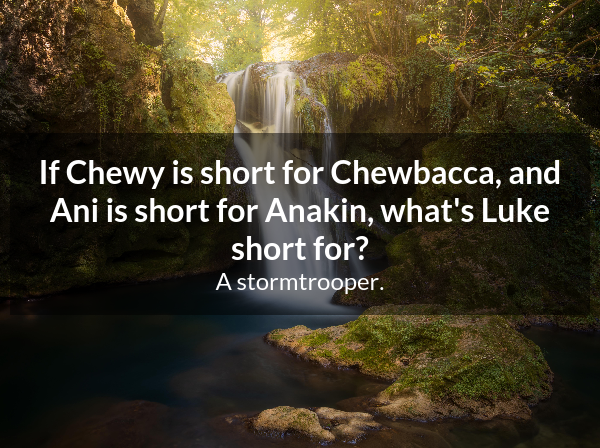 If Chewy is short for Chewbacca, and
Ani is short for Anakin, what's Luke
short for?
A stormtrooper.